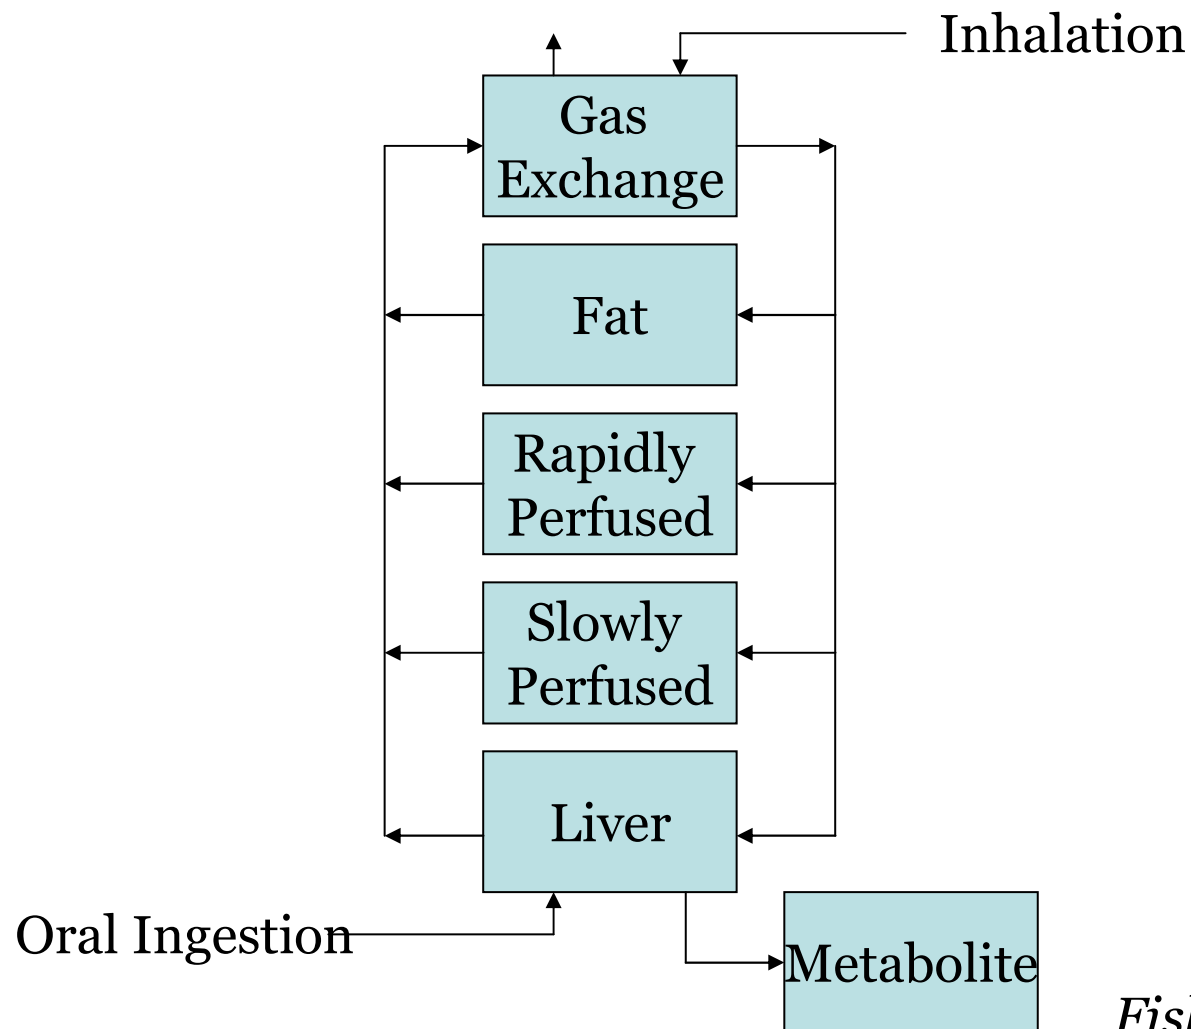 Inhalation
Gas
Exchange
Fat
Rapidly
Perfused
Slowly
Perfused
Liver
Oral Ingestion
Metabolite